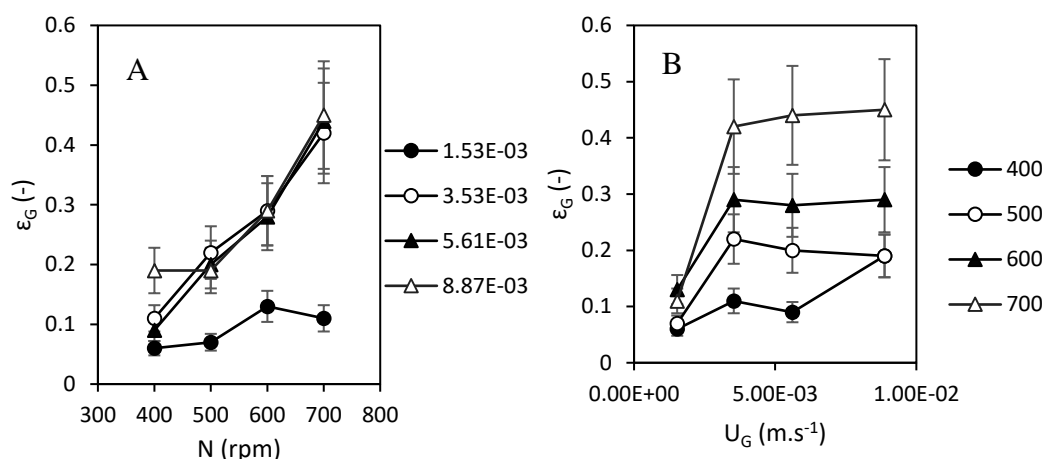 A
0.6
0.5
0.4
0.3
0.2
0.1
0
ε_G (-)
300 400 500 600 700 800
N (rpm)
1.53E-03
3.53E-03
5.61E-03
8.87E-03
B
0.6
0.5
0.4
0.3
0.2
0.1
0
ε_G (-)
0.00E+00 5.00E-03 1.00E-02
U_G (m.s⁻¹)
400
500
600
700